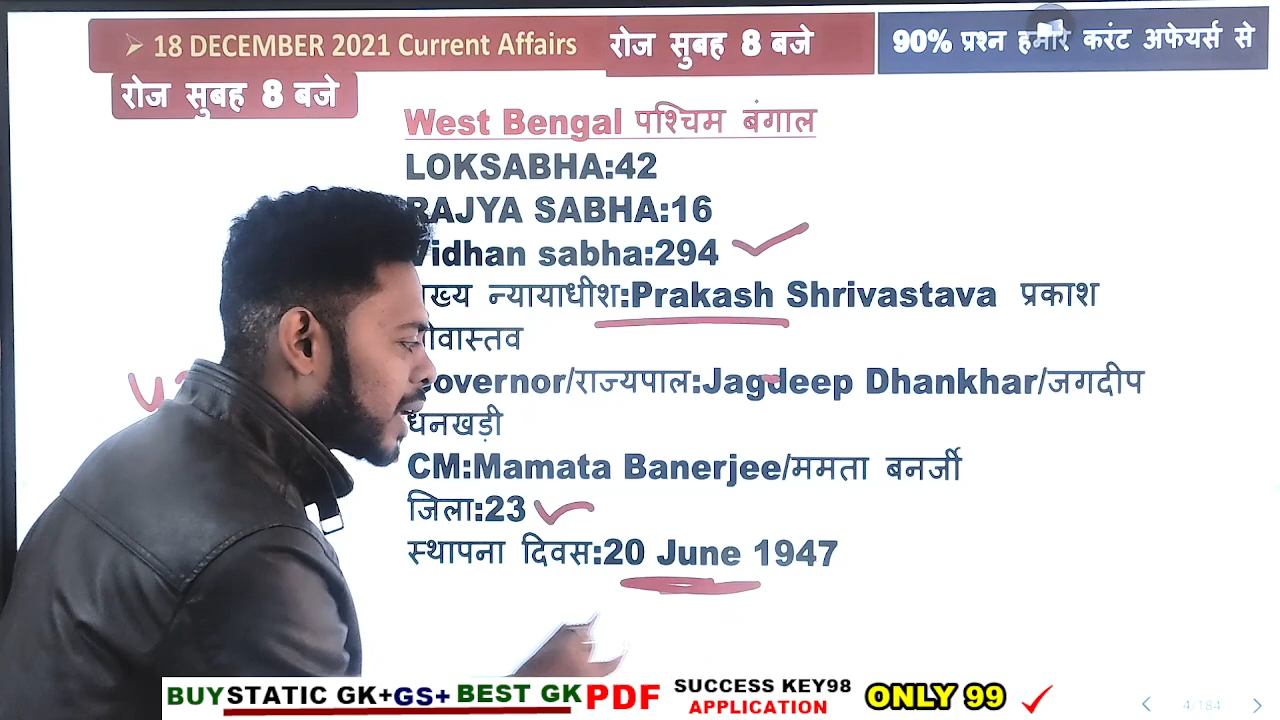 ➢ 18 DECEMBER 2021 Current Affairs रोज सुबह 8 बजे
90% प्रश्न हमारे करंट अफेयर्स से
रोज सुबह 8 बजे
West Bengal पश्चिम बंगाल
LOKSABHA:42
RAJYA SABHA:16
Vidhan sabha:294
न्यायाधीश:Prakash Shrivastava प्रकाश
Governor/राज्यपाल:Jagdeep Dhankhar/जगदीप
धनखड़ी
CM:Mamata Banerjee/ममता बनर्जी
जिला:23
स्थापना दिवस:20 June 1947
BUY STATIC GK+GS+ BEST GK PDF SUCCESS KEY98 ONLY 99
APPLICATION
4/184